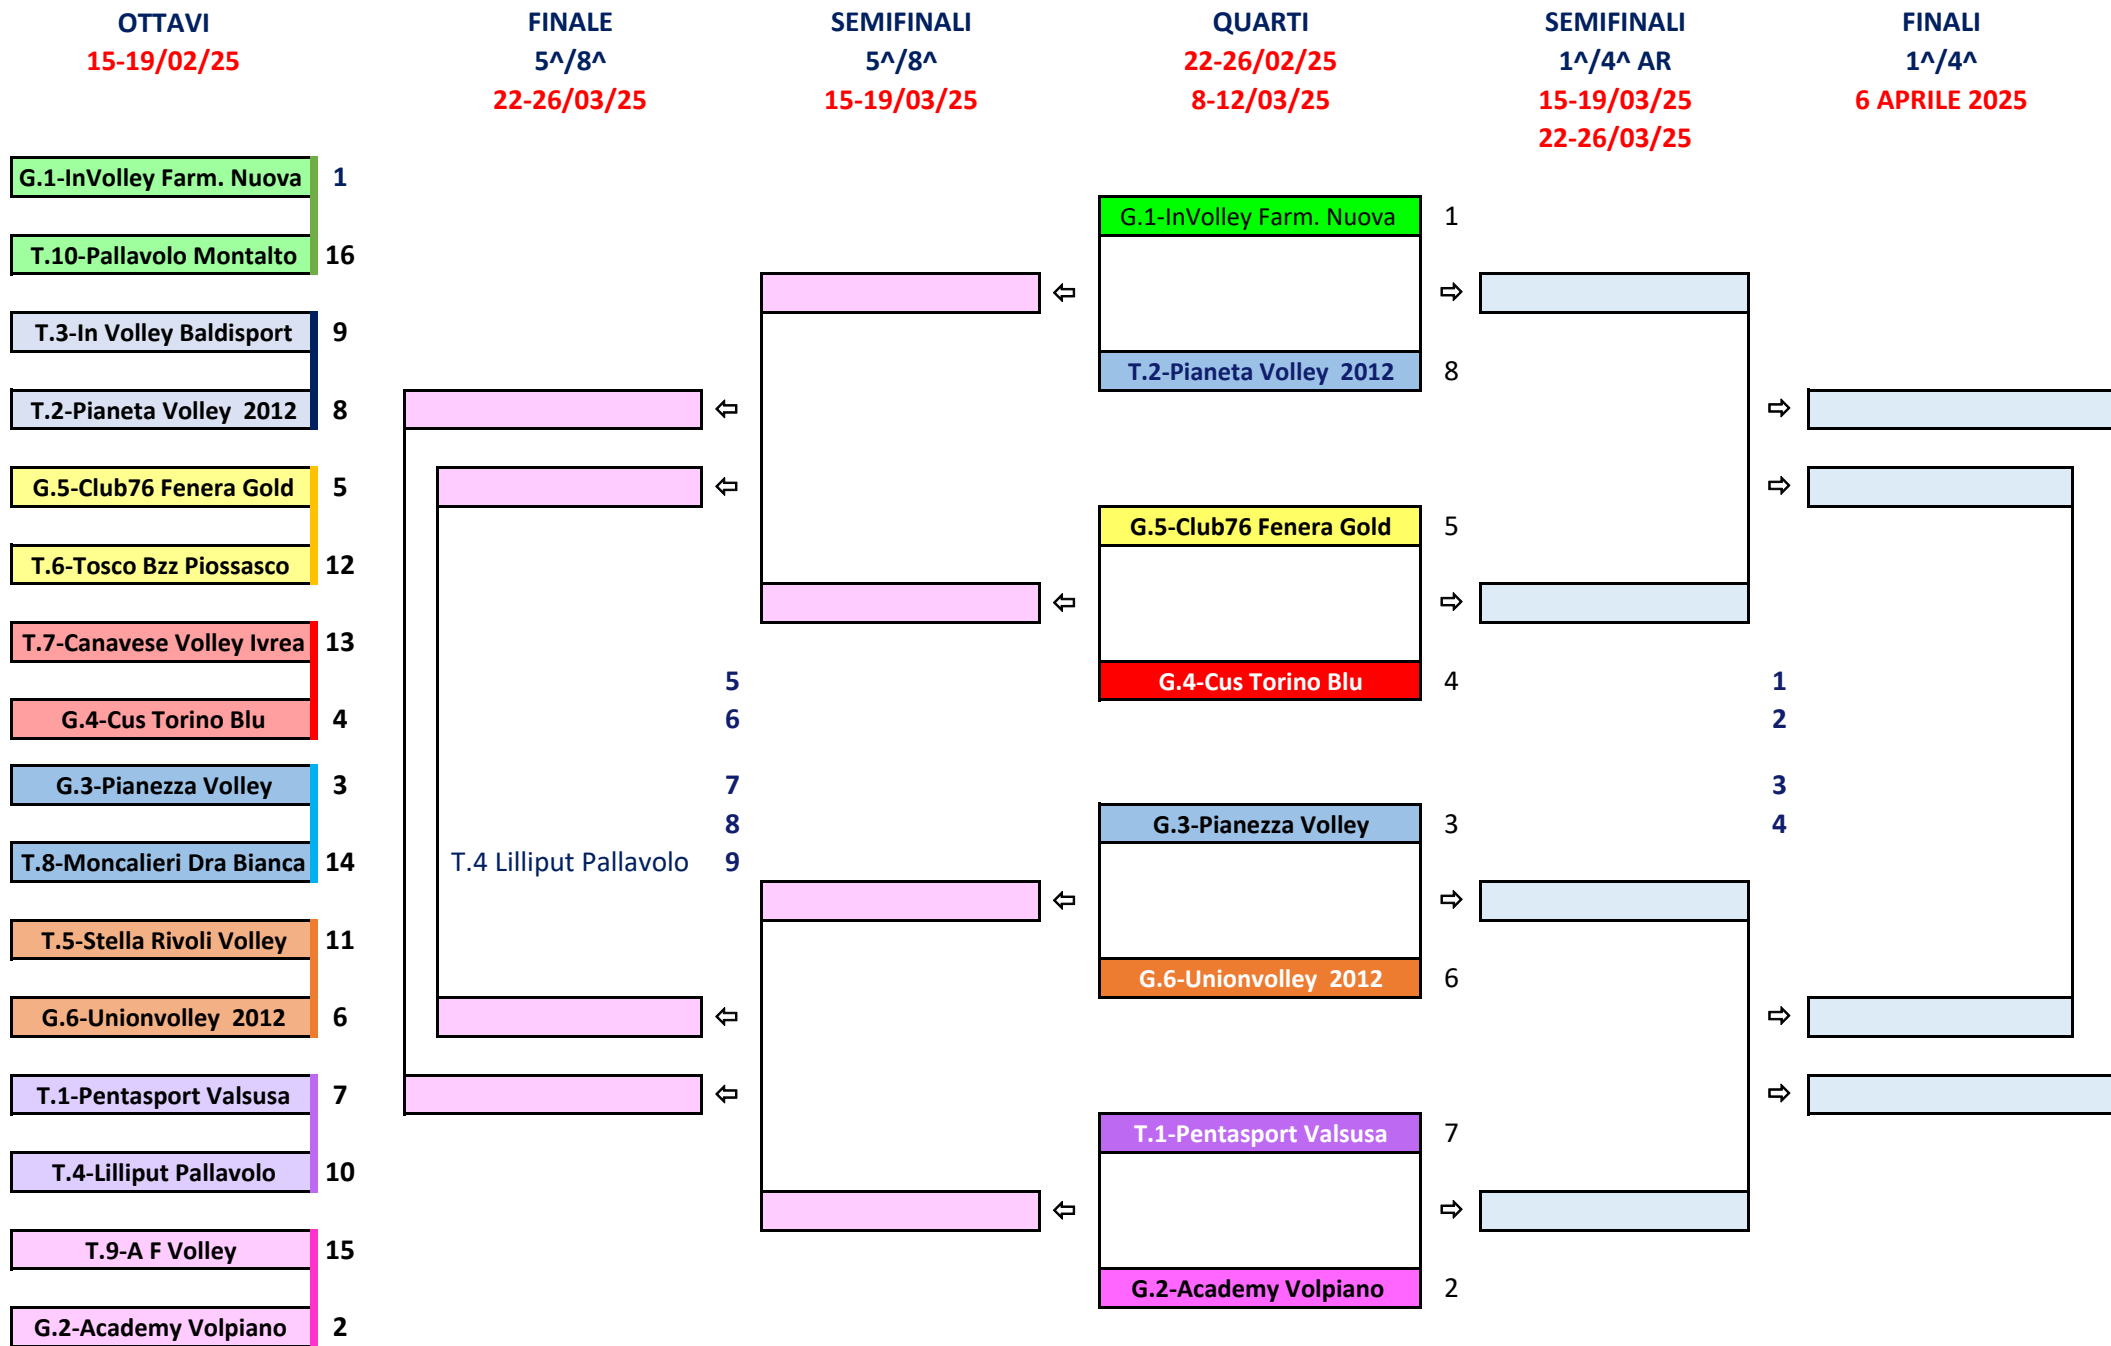 OTTAVI
15-19/02/25
FINALE
5^/8^
22-26/03/25
SEMIFINALI
5^/8^
15-19/03/25
QUARTI
22-26/02/25
8-12/03/25
SEMIFINALI
1^/4^ AR
15-19/03/25
22-26/03/25
FINALI
1^/4^
6 APRILE 2025
G.1-InVolley Farm. Nuova 1
T.10-Pallavolo Montalto 16
T.3-In Volley Baldisport 9
T.2-Pianeta Volley 2012 8
G.5-Club76 Fenera Gold 5
T.6-Tosco Bzz Piossasco 12
T.7-Canavese Volley Ivrea 13
G.4-Cus Torino Blu 4
G.3-Pianezza Volley 3
T.8-Moncalieri Dra Bianca 14
T.5-Stella Rivoli Volley 11
G.6-Unionvolley 2012 6
T.1-Pentasport Valsusa 7
T.4-Lilliput Pallavolo 10
T.9-A F Volley 15
G.2-Academy Volpiano 2
5
6
7
8
T.4 Lilliput Pallavolo 9
G.1-InVolley Farm. Nuova 1
T.2-Pianeta Volley 2012 8
G.5-Club76 Fenera Gold 5
G.4-Cus Torino Blu 4
G.3-Pianezza Volley 3
G.6-Unionvolley 2012 6
T.1-Pentasport Valsusa 7
G.2-Academy Volpiano 2
1
2
3
4